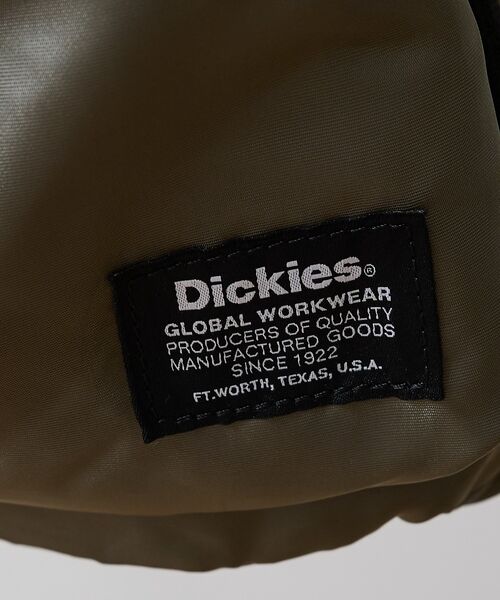 Dickies®
GLOBAL WORKWEAR
PRODUCERS OF QUALITY
MANUFACTURED GOODS
SINCE 1922
FT.WORTH, TEXAS, U.S.A.